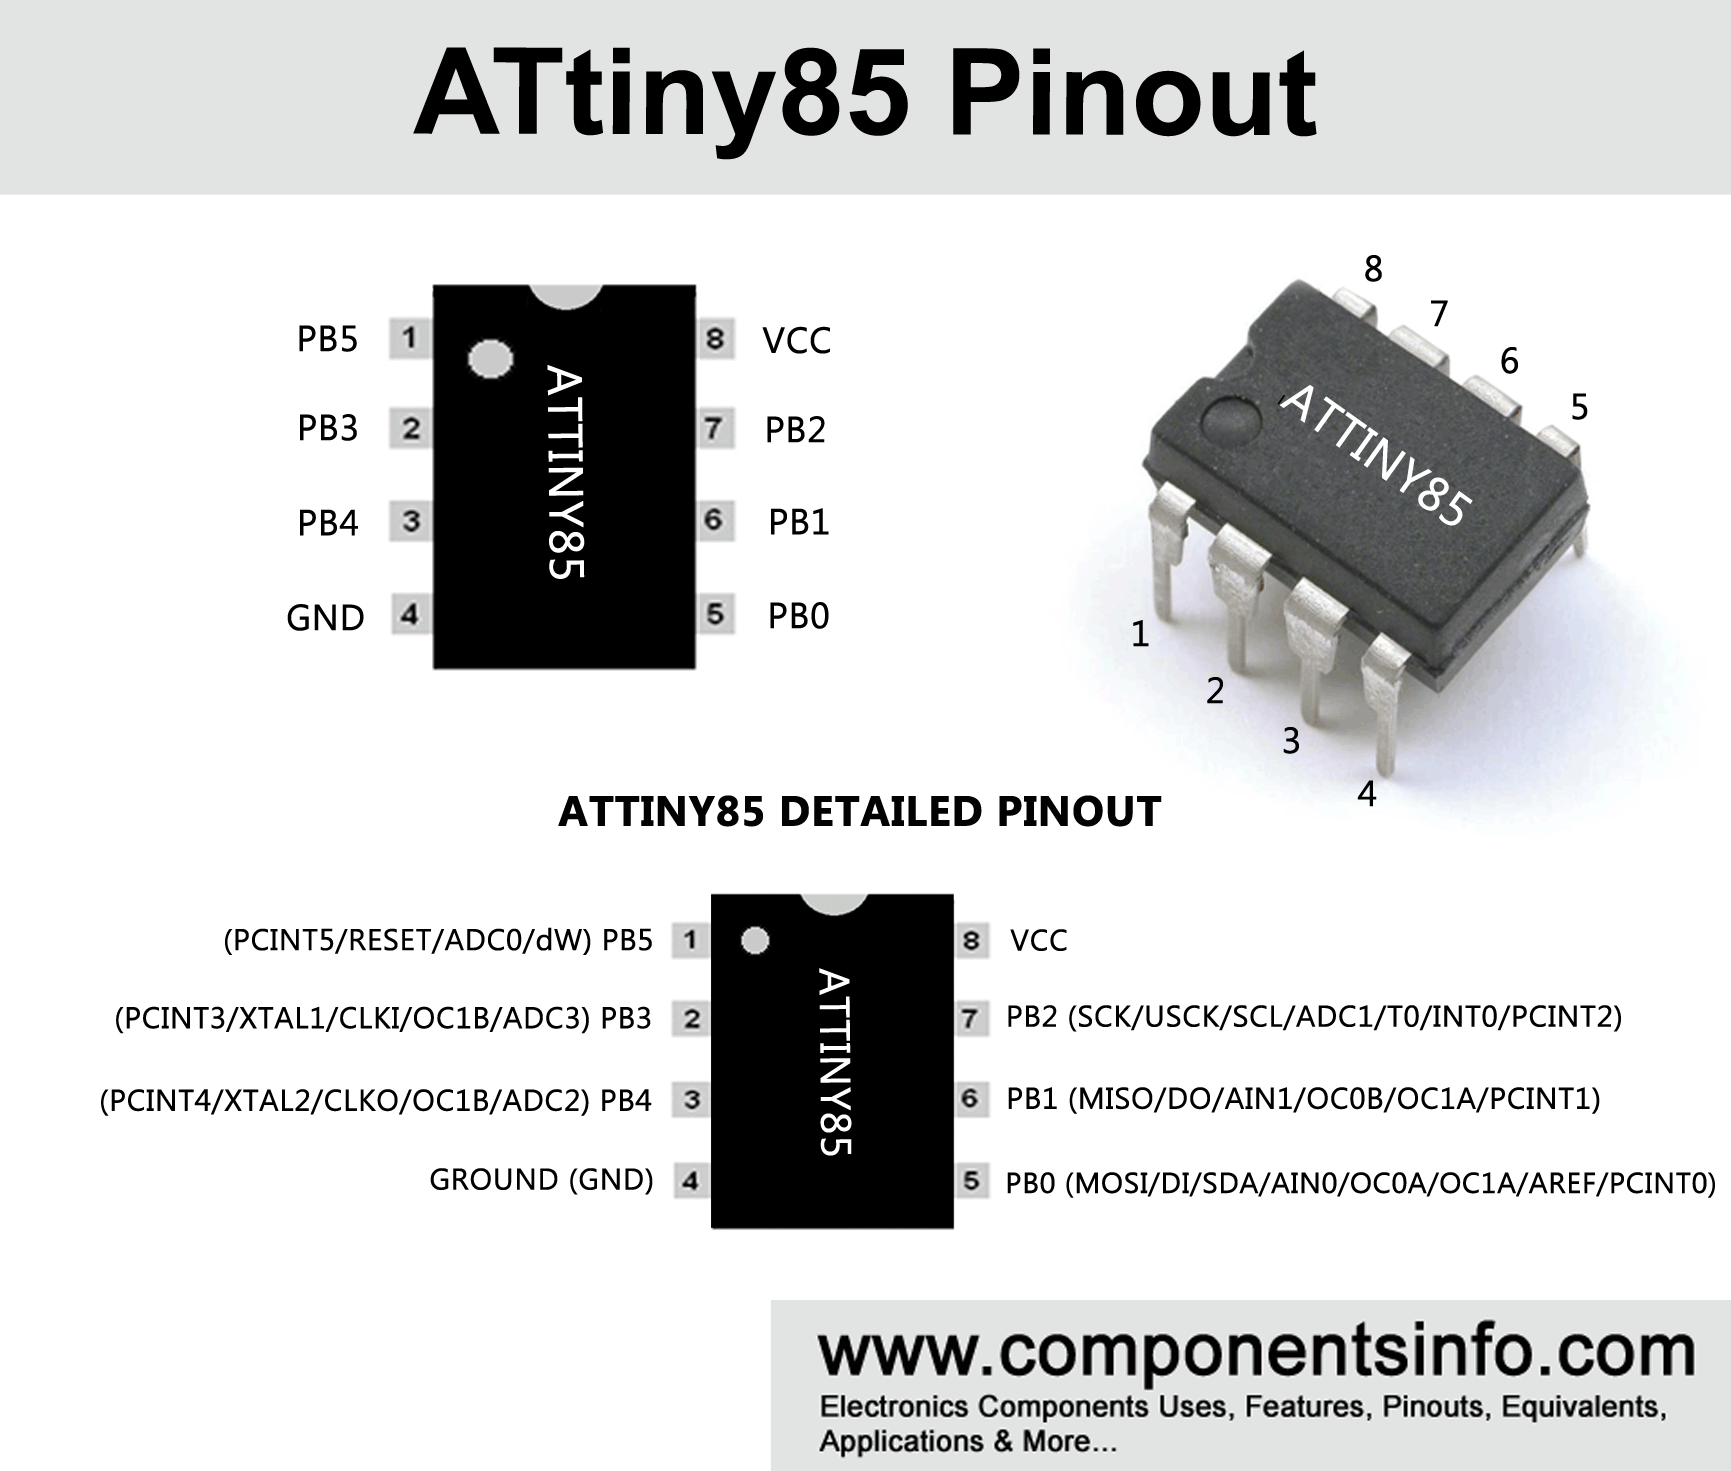 ATtiny85 Pinout
PB5 1
8 VCC
PB3 2
7 PB2
PB4 3
6 PB1
GND 4
5 PB0
ATTINY85
8
7
6
5
ATTINY85
1
2
3
4
ATTINY85 DETAILED PINOUT
(PCINT5/RESET/ADC0/dW) PB5 1
8 VCC
(PCINT3/XTAL1/CLKI/OC1B/ADC3) PB3 2
7 PB2 (SCK/USCK/SCL/ADC1/T0/INT0/PCINT2)
(PCINT4/XTAL2/CLKO/OC1B/ADC2) PB4 3
6 PB1 (MISO/DO/AIN1/OC0B/OC1A/PCINT1)
GROUND (GND) 4
5 PB0 (MOSI/DI/SDA/AIN0/OC0A/OC1A/AREF/PCINT0)
ATTINY85
www.componentsinfo.com
Electronics Components Uses, Features, Pinouts, Equivalents,
Applications & More...